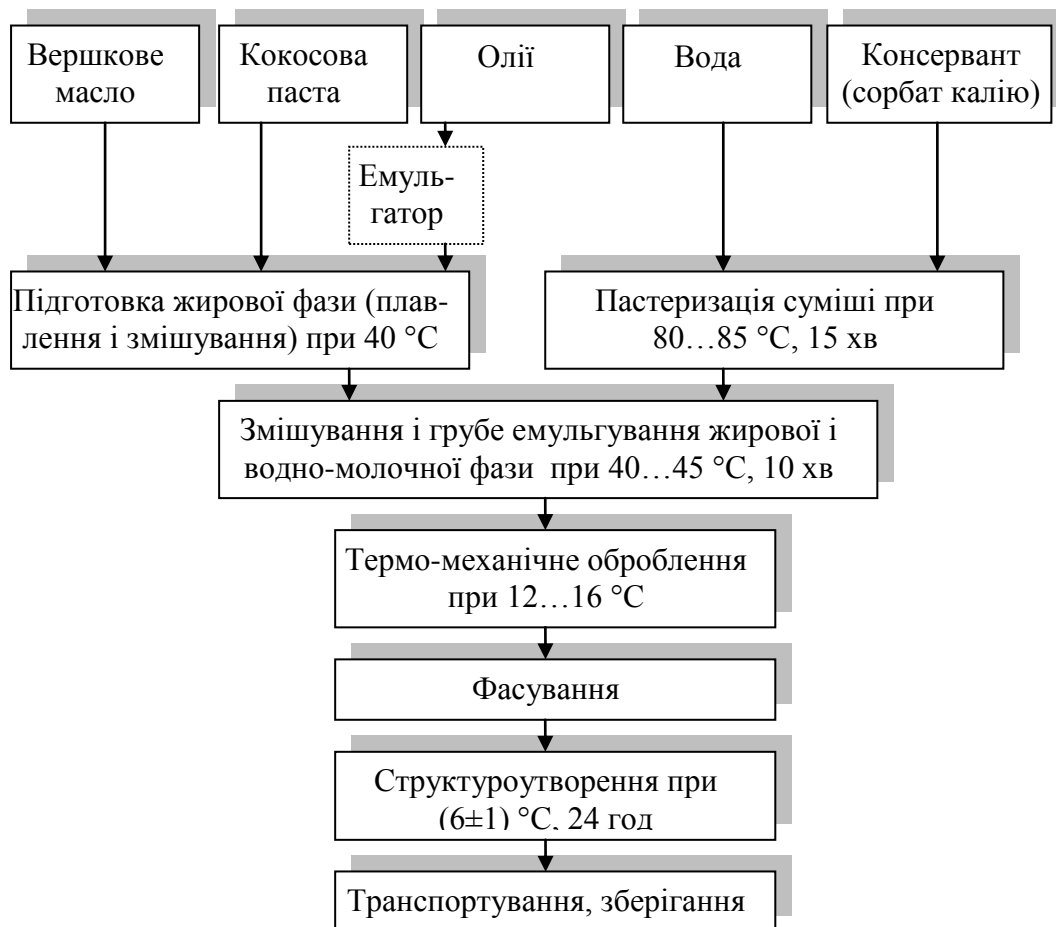 Вершкове
масло
Кокосова
паста
Олії
Вода
Консервант
(сорбат калію)
Емуль-
гатор
Підготовка жирової фази (плав-
лення і змішування) при 40 °С
Пастеризація суміші при
80…85 °С, 15 хв
Змішування і грубе емульгування жирової і
водно-молочної фази при 40…45 °С, 10 хв
Термо-механічне оброблення
при 12…16 °С
Фасування
Структуроутворення при
(6±1) °С, 24 год
Транспортування, зберігання